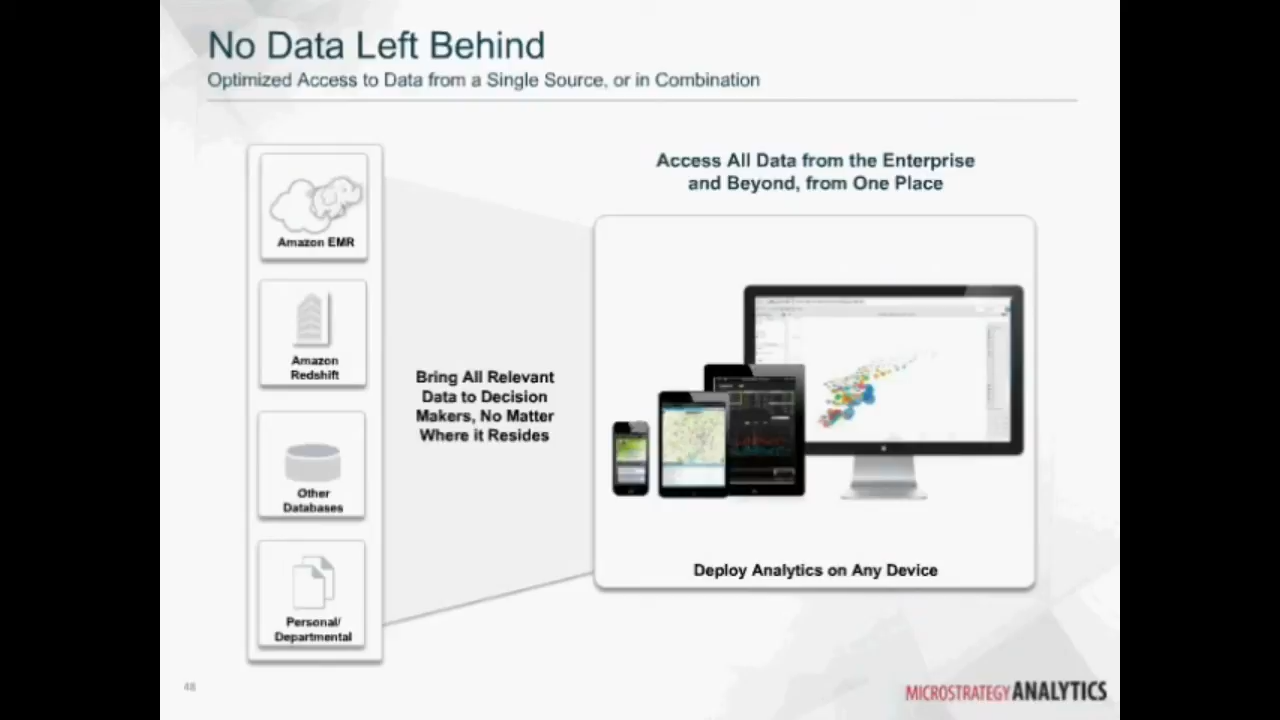 No Data Left Behind
Optimized Access to Data from a Single Source, or in Combination
Amazon EMR
Amazon
Redshift
Other
Databases
Personal/
Departmental
Bring All Relevant
Data to Decision
Makers, No Matter
Where it Resides
Access All Data from the Enterprise
and Beyond, from One Place
Deploy Analytics on Any Device
48
MICROSTRATEGY ANALYTICS